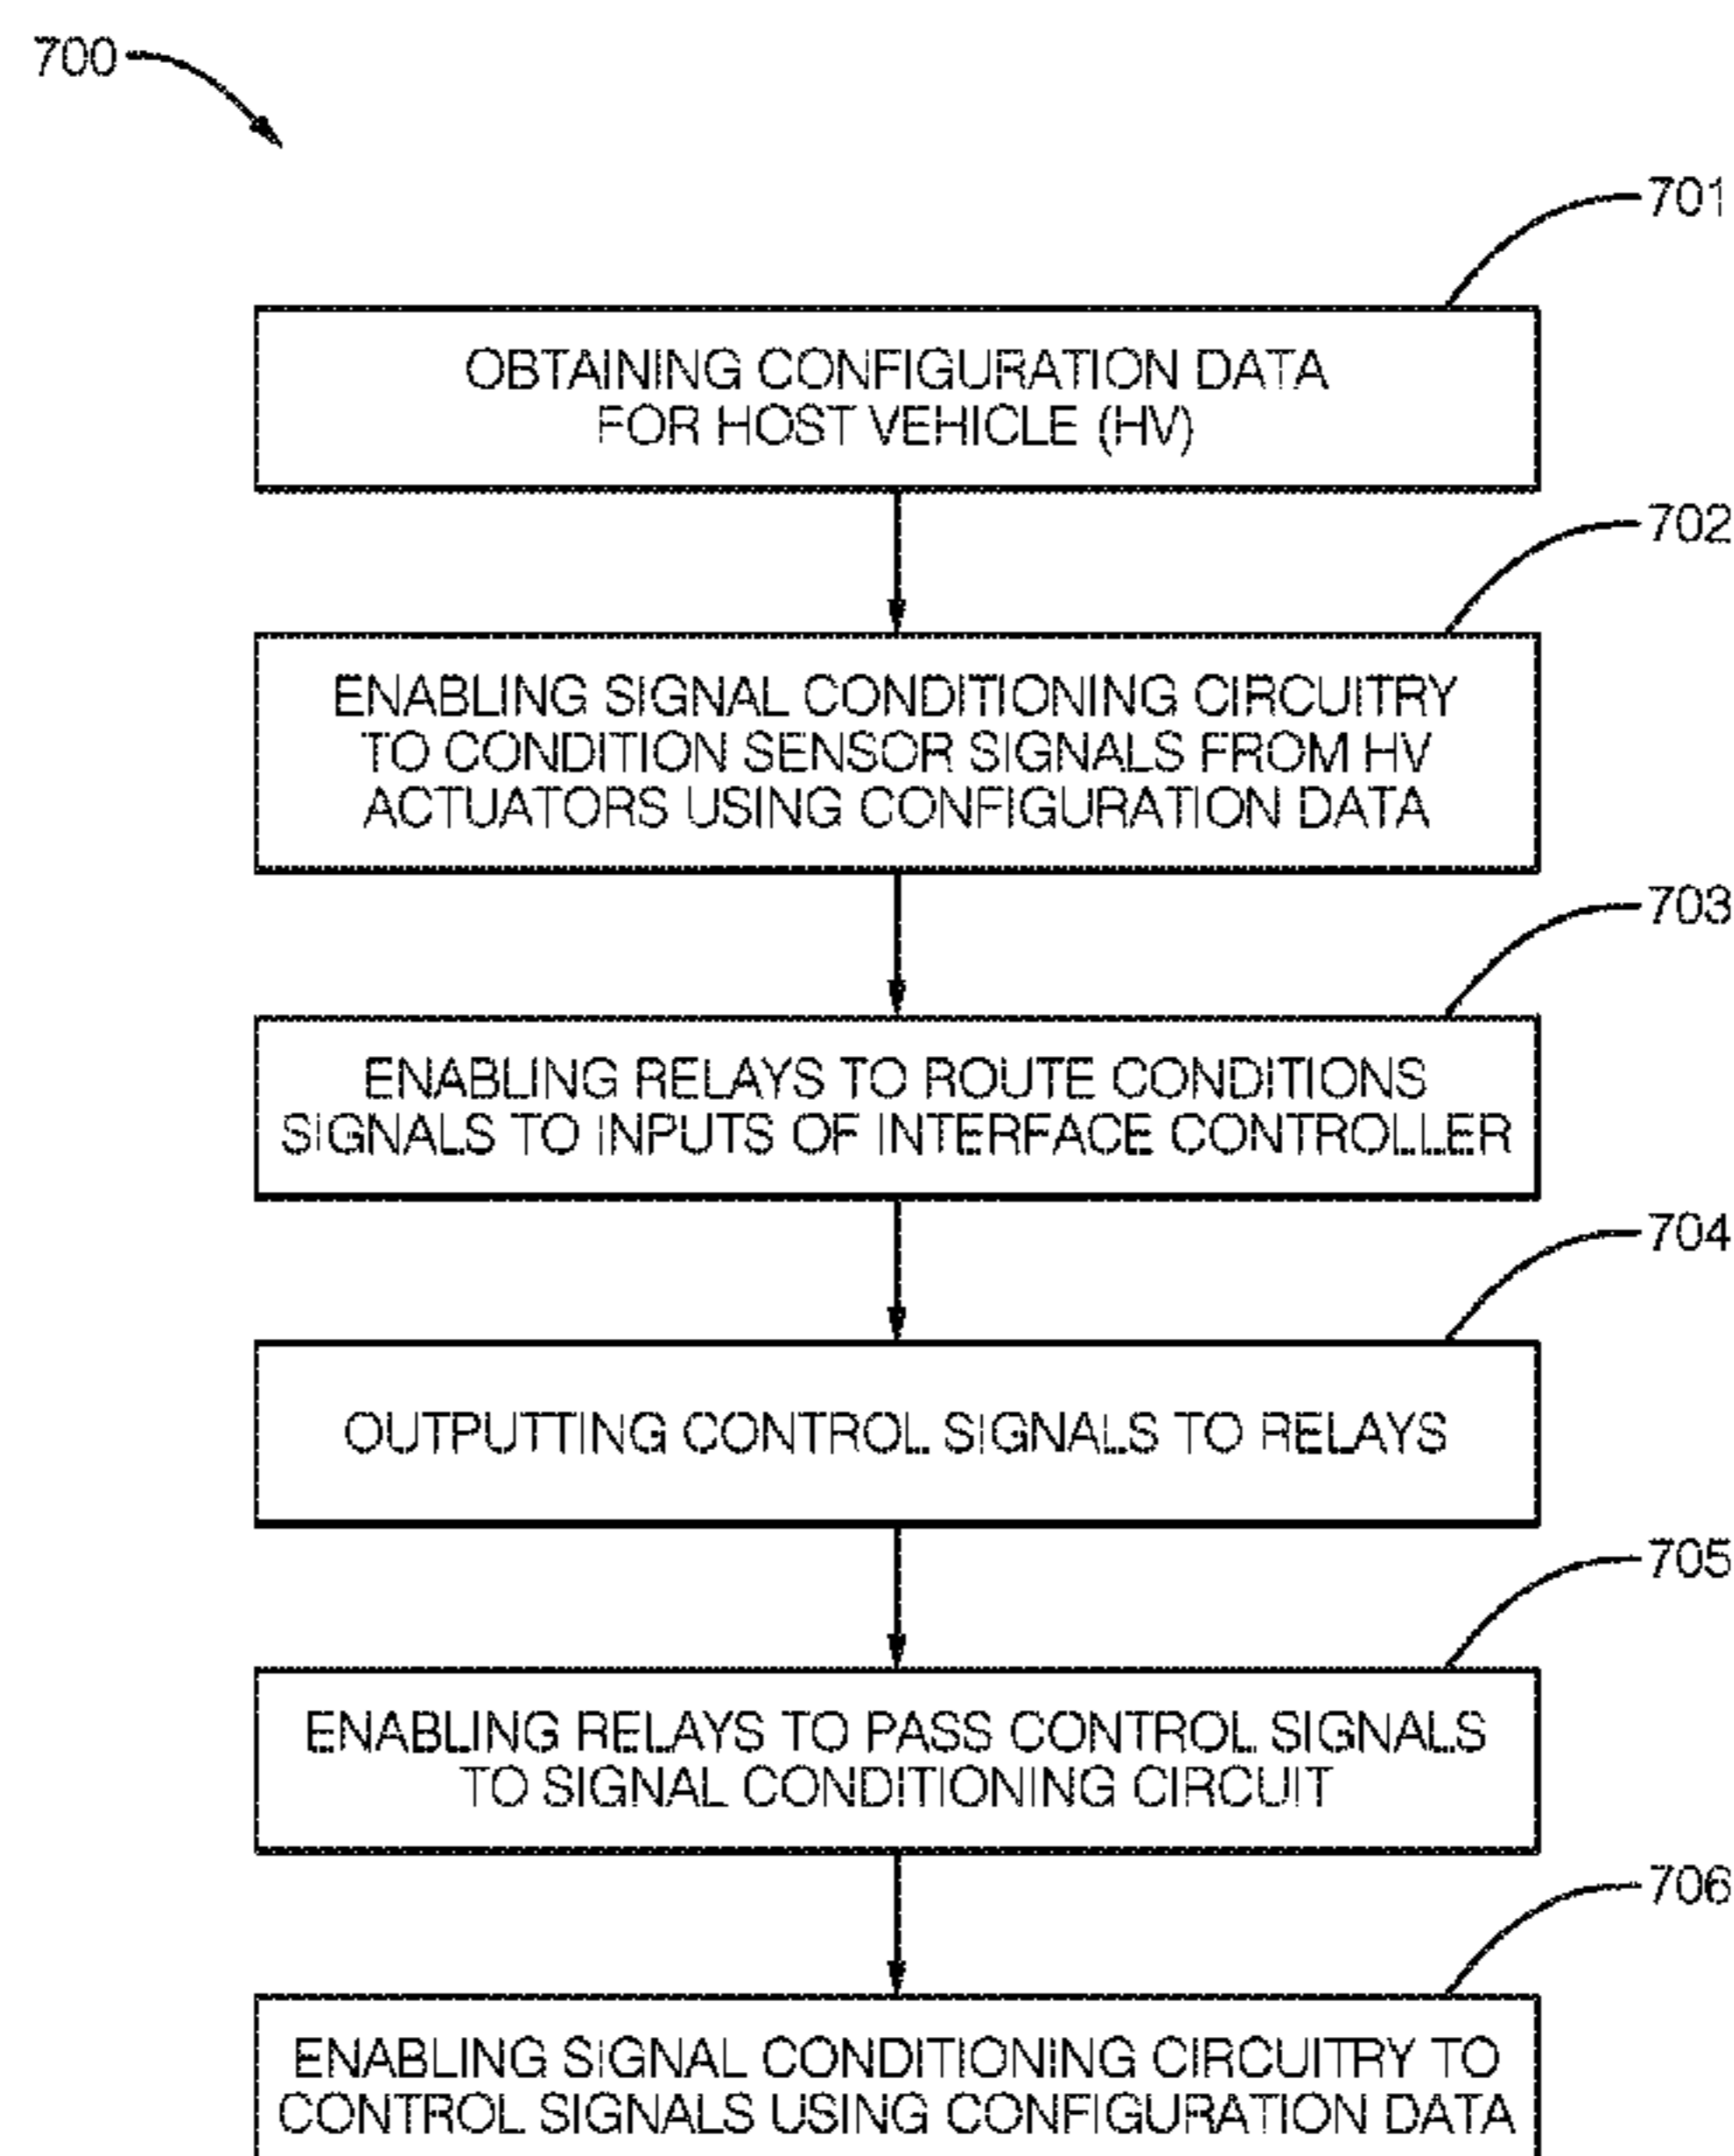 700
701
OBTAINING CONFIGURATION DATA
FOR HOST VEHICLE (HV)
702
ENABLING SIGNAL CONDITIONING CIRCUITRY
TO CONDITION SENSOR SIGNALS FROM HV
ACTUATORS USING CONFIGURATION DATA
703
ENABLING RELAYS TO ROUTE CONDITIONS
SIGNALS TO INPUTS OF INTERFACE CONTROLLER
704
OUTPUTTING CONTROL SIGNALS TO RELAYS
705
ENABLING RELAYS TO PASS CONTROL SIGNALS
TO SIGNAL CONDITIONING CIRCUIT
706
ENABLING SIGNAL CONDITIONING CIRCUITRY TO
CONTROL SIGNALS USING CONFIGURATION DATA